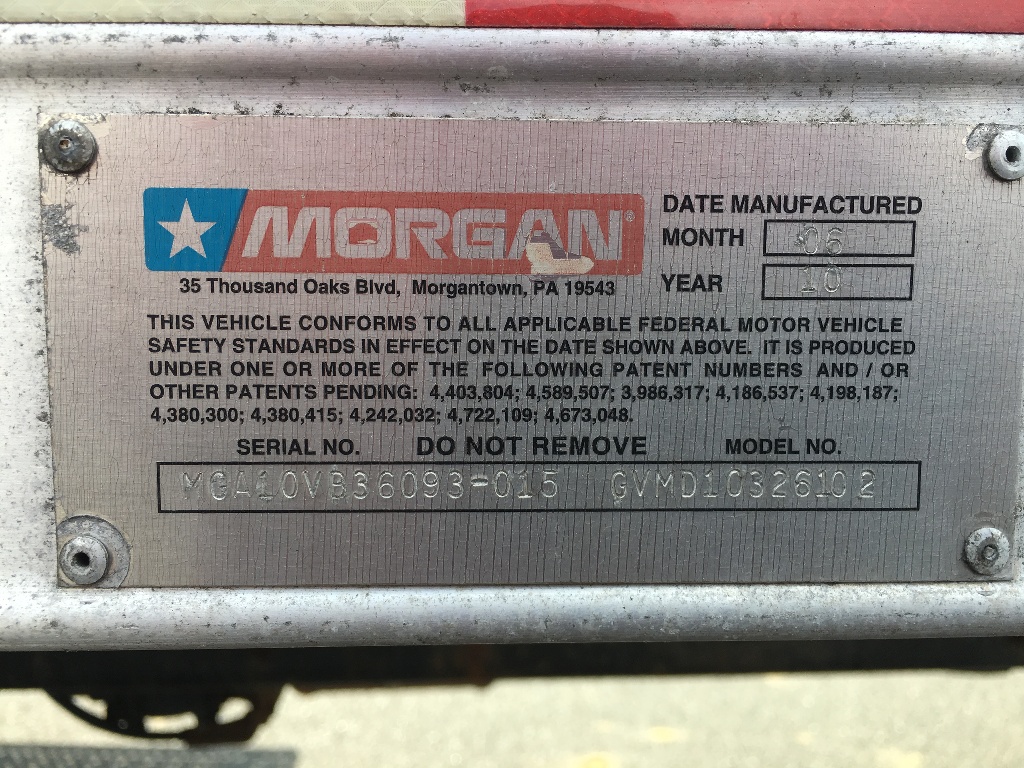 MORGAN®
35 Thousand Oaks Blvd, Morgantown, PA 19543
DATE MANUFACTURED
MONTH 06
YEAR 10
THIS VEHICLE CONFORMS TO ALL APPLICABLE FEDERAL MOTOR VEHICLE
SAFETY STANDARDS IN EFFECT ON THE DATE SHOWN ABOVE. IT IS PRODUCED
UNDER ONE OR MORE OF THE FOLLOWING PATENT NUMBERS AND / OR
OTHER PATENTS PENDING: 4,403,804; 4,589,507; 3,986,317; 4,186,537; 4,198,187;
4,380,300; 4,380,415; 4,242,032; 4,722,109; 4,673,048.
SERIAL NO. DO NOT REMOVE MODEL NO.
MCA10VB36093-015 GVMD10326102